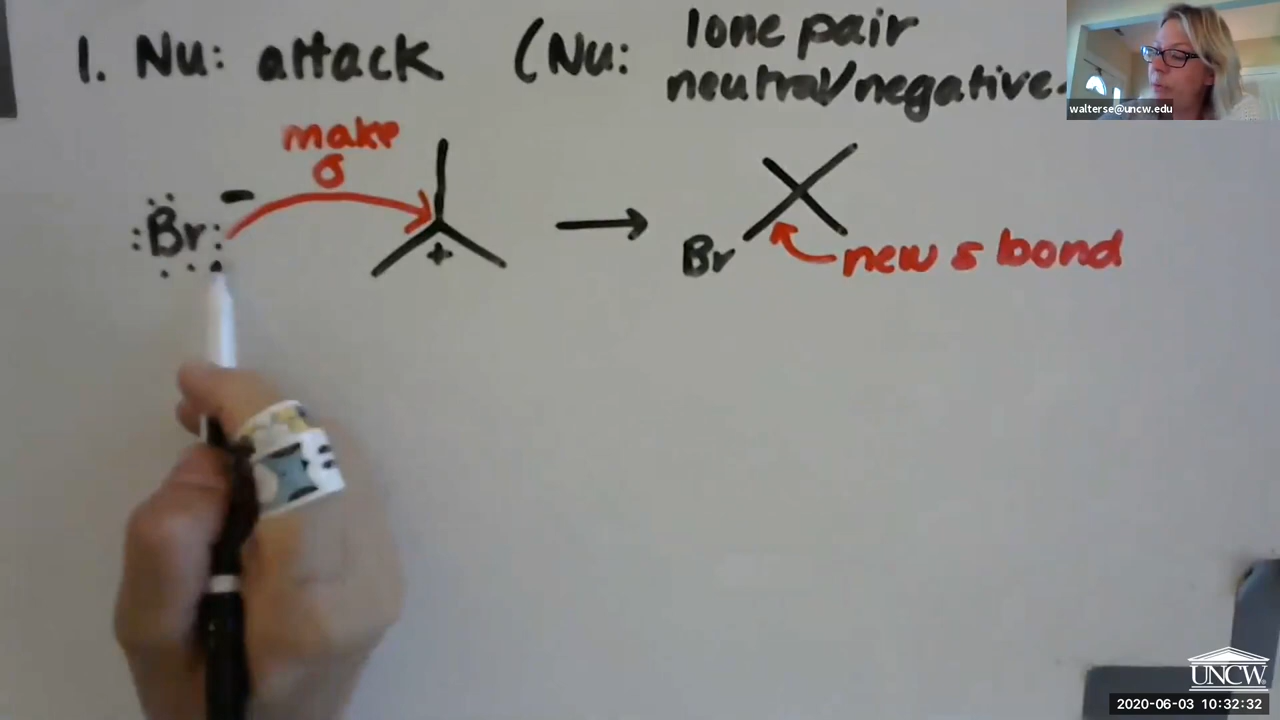 1. Nu: attack (Nu: lone pair
neutral/negative
make
σ
:Br: − + → Br
new σ bond
walterse@uncw.edu
UNCW
2020-06-03 10:32:32